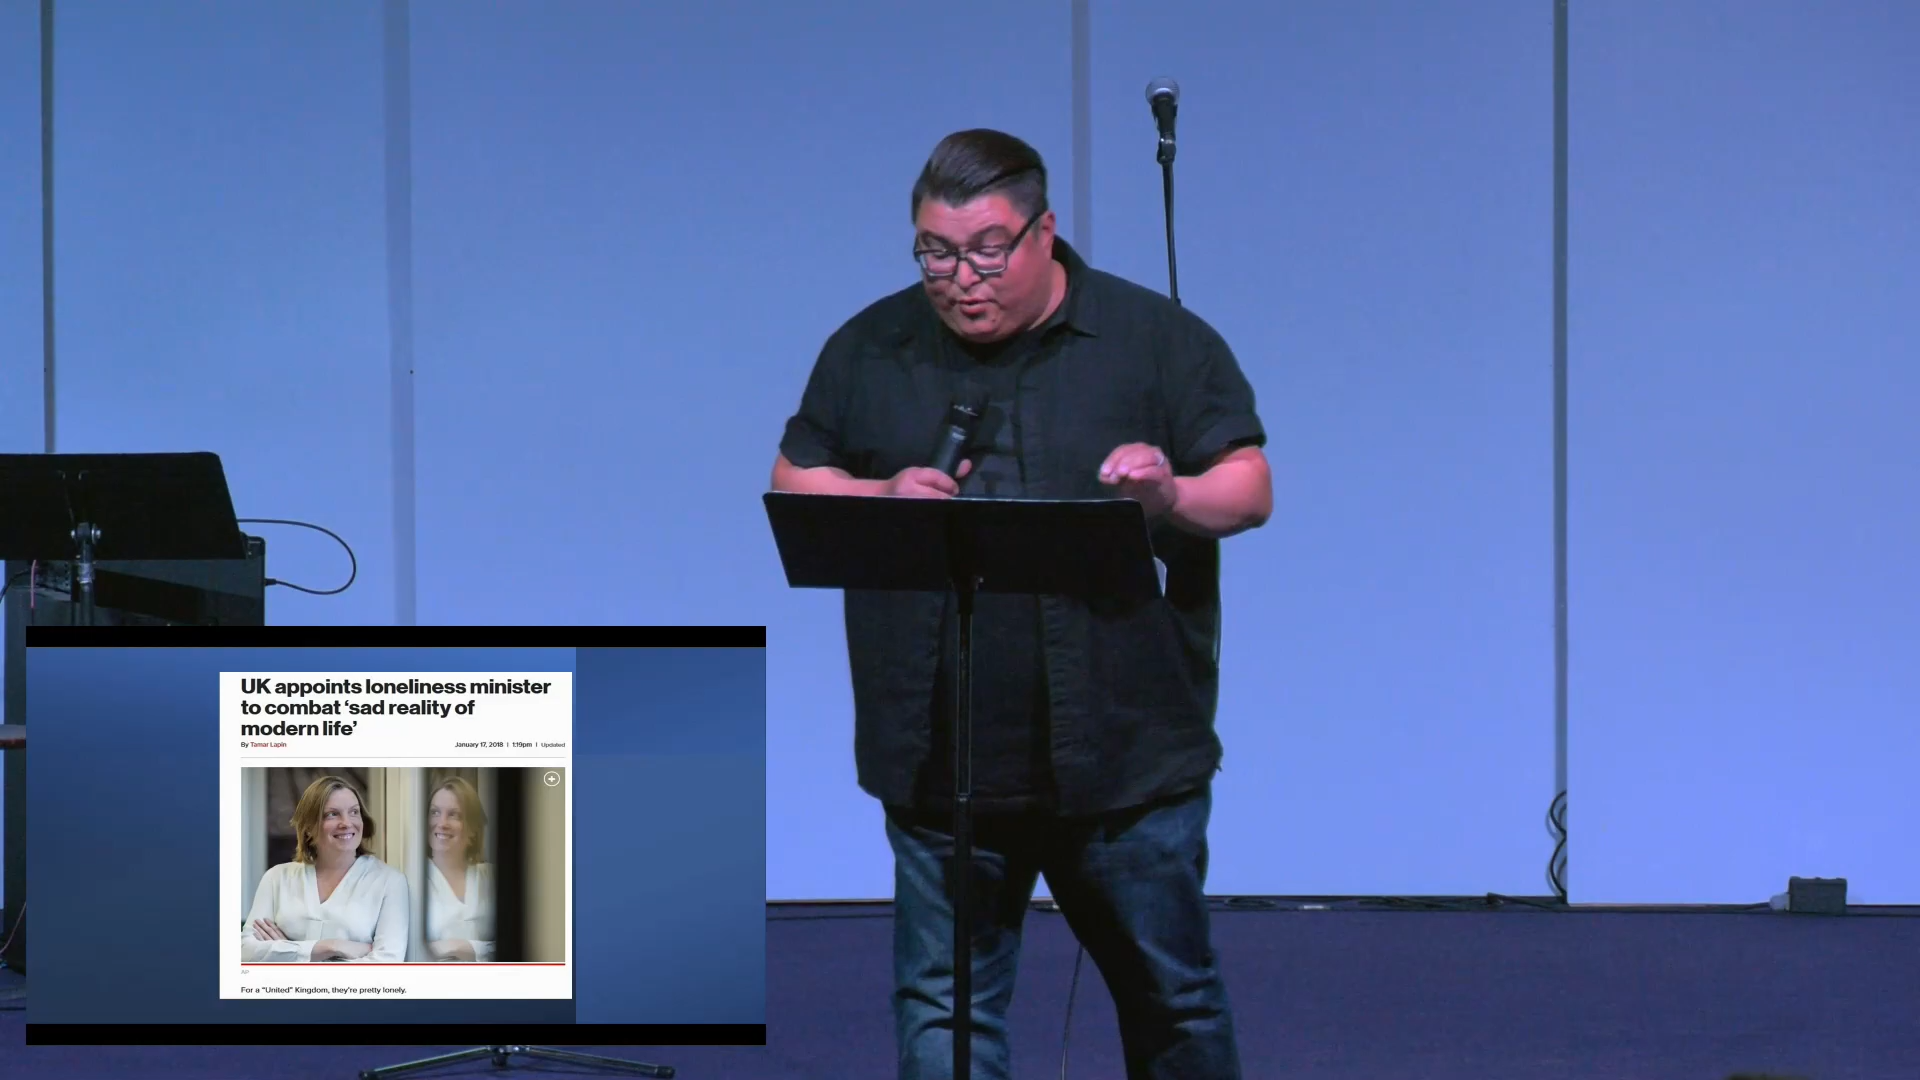 UK appoints loneliness minister
to combat ‘sad reality of
modern life’
By Tamar Lapin January 17, 2018 | 1:19pm | Updated
AP
For a "United" Kingdom, they're pretty lonely.